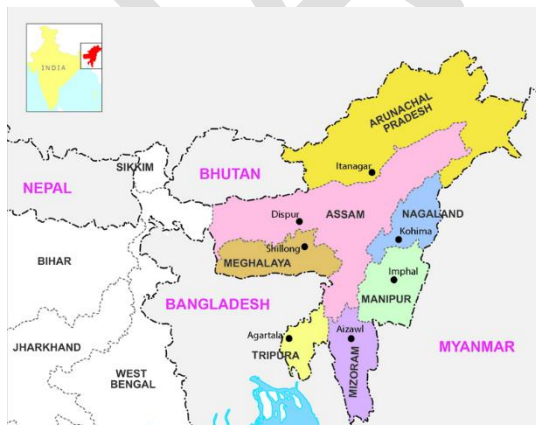 INDIA
ARUNACHAL
PRADESH
SIKKIM
NEPAL
BHUTAN
Itanagar
Dispur
ASSAM
NAGALAND
Kohima
BIHAR
Shillong
MEGHALAYA
Imphal
MANIPUR
BANGLADESH
Agartala
Aizawl
TRIPURA
MIZORAM
MYANMAR
JHARKHAND
WEST
BENGAL